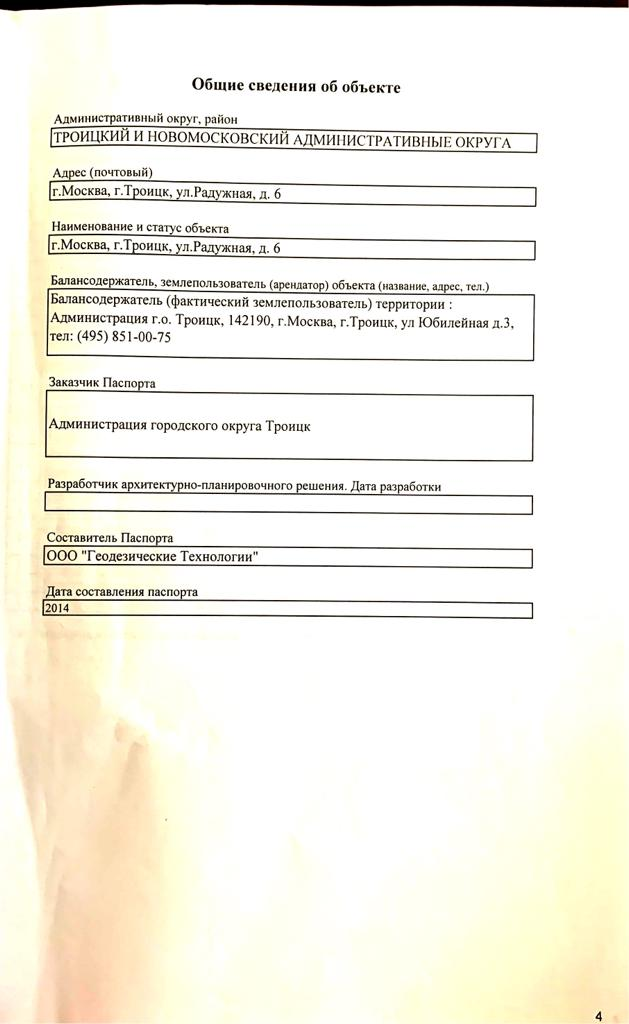 Общие сведения об объекте
Административный округ, район
ТРОИЦКИЙ И НОВОМОСКОВСКИЙ АДМИНИСТРАТИВНЫЕ ОКРУГА
Адрес (почтовый)
г.Москва, г.Троицк, ул.Радужная, д. 6
Наименование и статус объекта
г.Москва, г.Троицк, ул.Радужная, д. 6
Балансодержатель, землепользователь (арендатор) объекта (название, адрес, тел.)
Балансодержатель (фактический землепользователь) территории :
Администрация г.о. Троицк, 142190, г.Москва, г.Троицк, ул Юбилейная д.3,
тел: (495) 851-00-75
Заказчик Паспорта
Администрация городского округа Троицк
Разработчик архитектурно-планировочного решения. Дата разработки
Составитель Паспорта
ООО "Геодезические Технологии"
Дата составления паспорта
2014
4